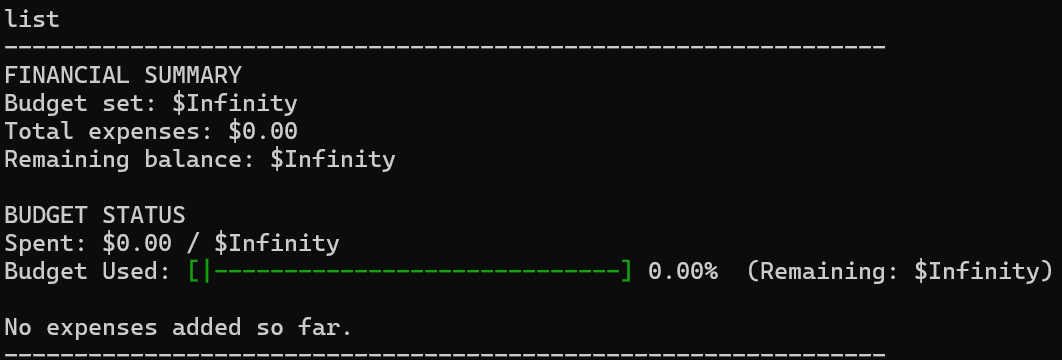 list
---------------------------------------------------------------
FINANCIAL SUMMARY
Budget set: $Infinity
Total expenses: $0.00
Remaining balance: $Infinity
BUDGET STATUS
Spent: $0.00 / $Infinity
Budget Used: [|-----------------------------] 0.00%  (Remaining: $Infinity)
No expenses added so far.
---------------------------------------------------------------